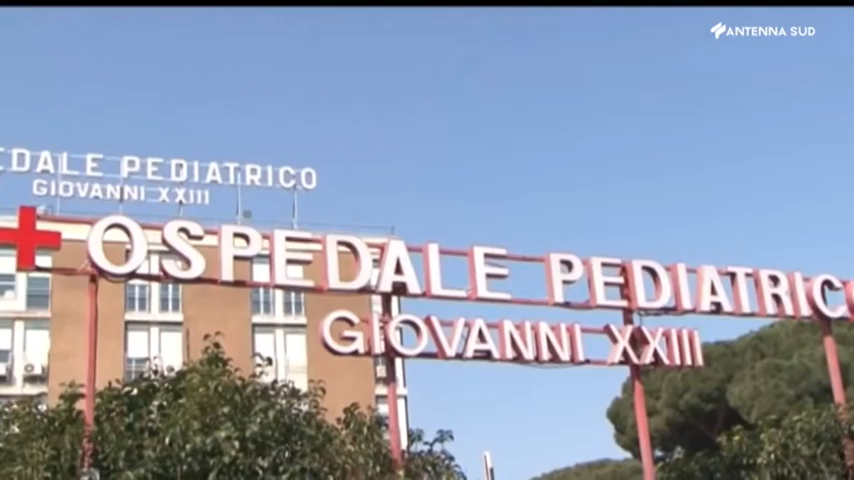 ANTENNA SUD
EDALE PEDIATRICO
GIOVANNI XXIII
OSPEDALE PEDIATRICO
GIOVANNI XXIII